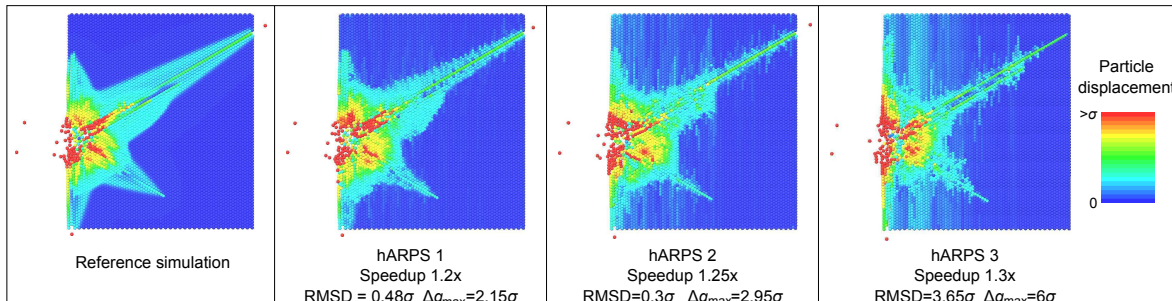 Reference simulation
hARPS 1
Speedup 1.2x
RMSD = 0.48σ Δq_max=2.15σ
hARPS 2
Speedup 1.25x
RMSD=0.3σ Δq_max=2.95σ
hARPS 3
Speedup 1.3x
RMSD=3.65σ Δq_max=6σ
Particle
displacement
>σ
0